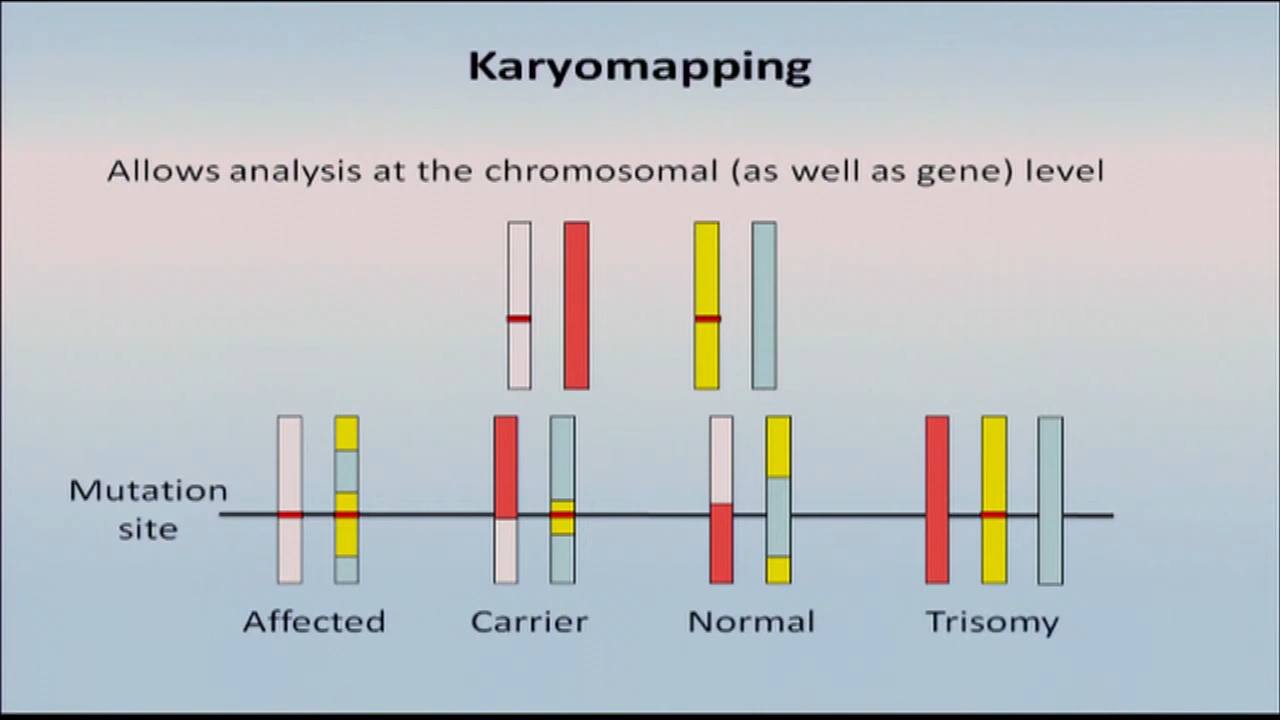 Karyomapping
Allows analysis at the chromosomal (as well as gene) level
Mutation
site
Affected
Carrier
Normal
Trisomy